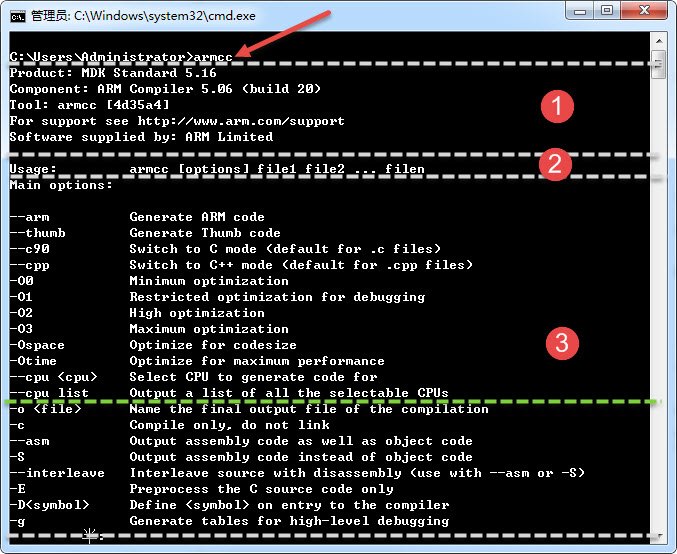 管理员: C:\Windows\system32\cmd.exe
C:\Users\Administrator>armcc
Product: MDK Standard 5.16
Component: ARM Compiler 5.06 (build 20)
Tool: armcc [4d35a4]
For support see http://www.arm.com/support
Software supplied by: ARM Limited
1
Usage: armcc [options] file1 file2 ... filen
2
Main options:
--arm Generate ARM code
--thumb Generate Thumb code
--c90 Switch to C mode (default for .c files)
--cpp Switch to C++ mode (default for .cpp files)
-O0 Minimum optimization
-O1 Restricted optimization for debugging
-O2 High optimization
-O3 Maximum optimization
-Ospace Optimize for codesize
-Otime Optimize for maximum performance
--cpu <cpu> Select CPU to generate code for
--cpu list Output a list of all the selectable CPUs
3
-o <file> Name the final output file of the compilation
-c Compile only, do not link
--asm Output assembly code as well as object code
-S Output assembly code instead of object code
--interleave Interleave source with disassembly (use with --asm or -S)
-E Preprocess the C source code only
-D<symbol> Define <symbol> on entry to the compiler
-g Generate tables for high-level debugging